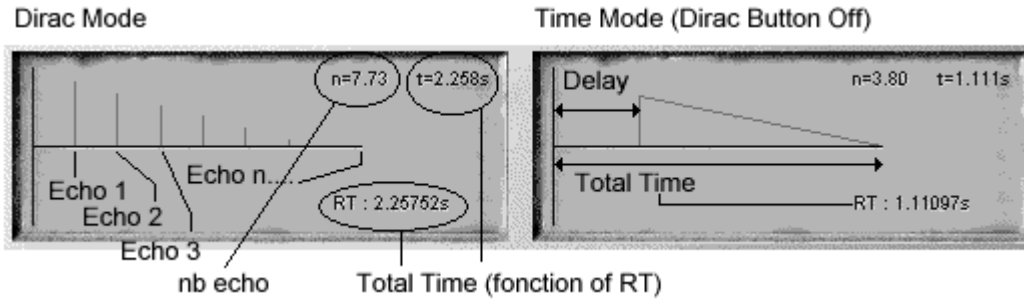 Dirac Mode
n=7.73
t=2.258s
Echo 1
Echo 2
Echo 3
Echo n....
RT : 2.25752s
nb echo
Total Time (fonction of RT)
Time Mode (Dirac Button Off)
Delay
n=3.80
t=1.111s
Total Time
RT : 1.11097s